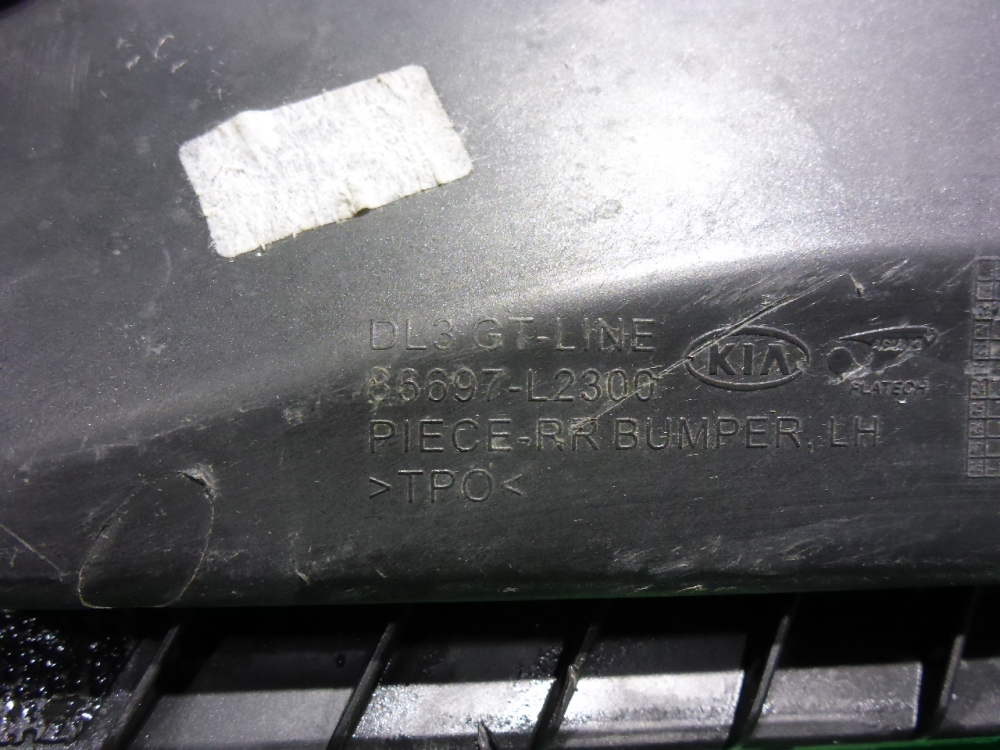 DL3 GT-LINE
86697-L2300
PIECE-RR BUMPER, LH
>TPO<
KIA
PLATECH